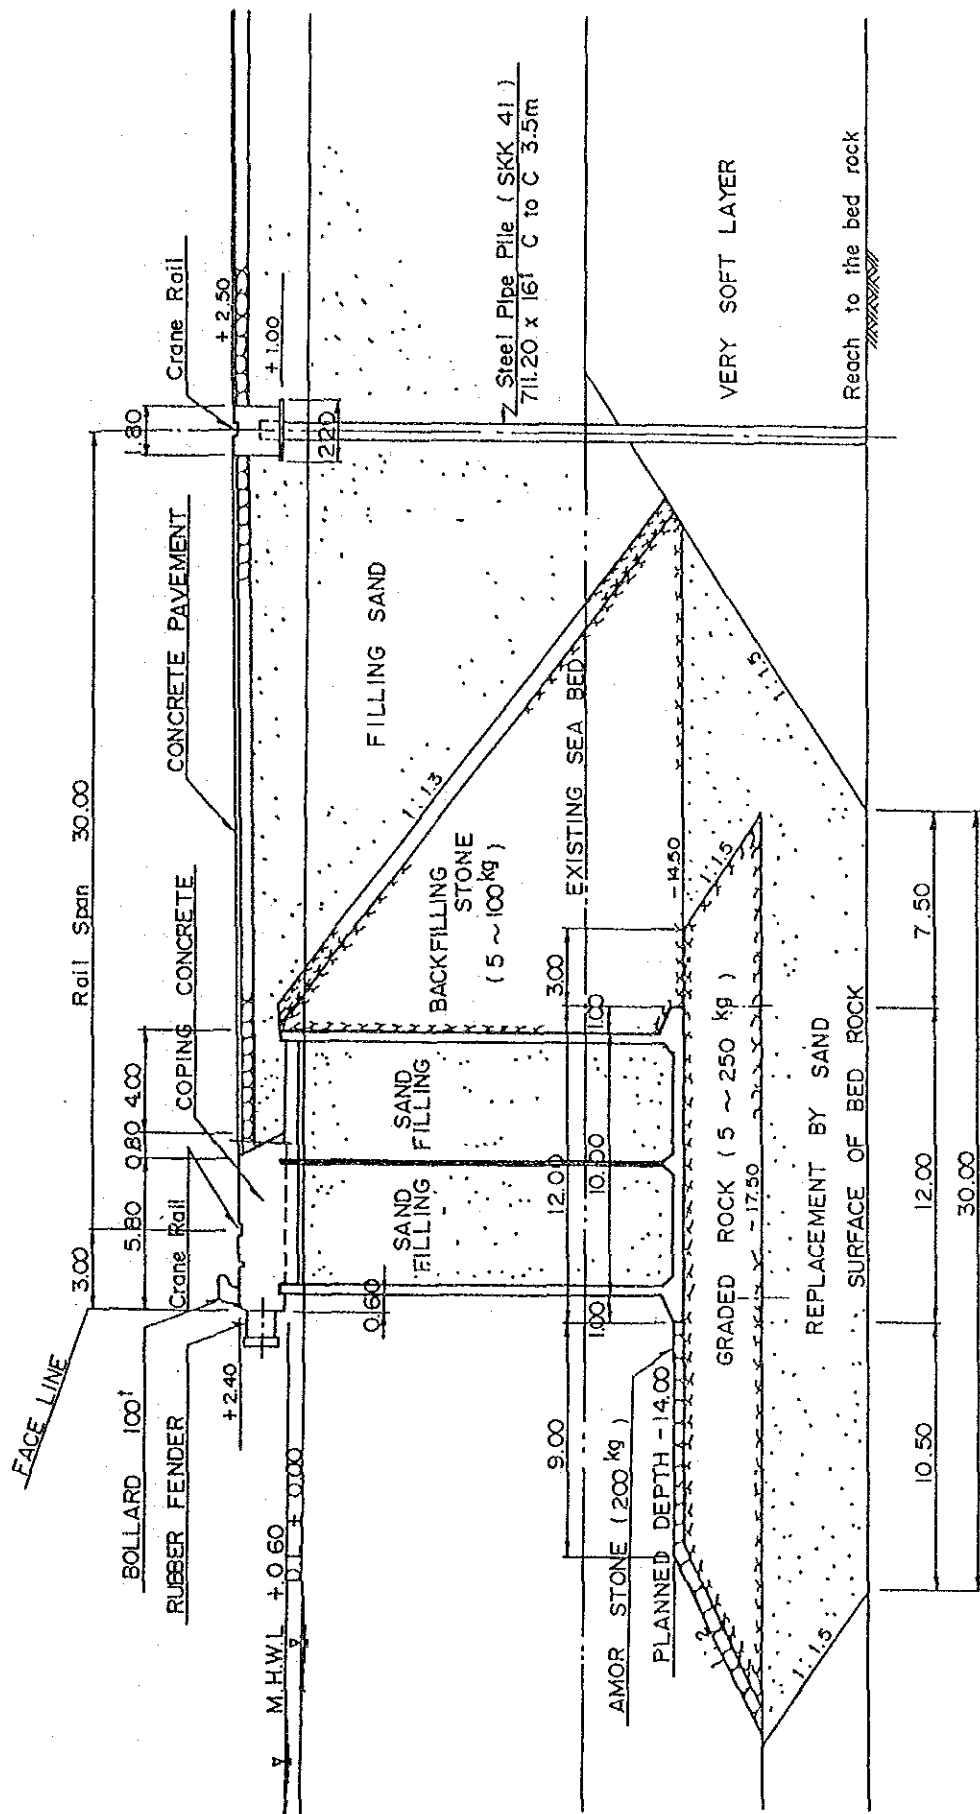 FACE LINE
3.00
Rail Span 30.00
BOLLARD 100T
5.80
0.80
4.00
COPING CONCRETE
CONCRETE PAVEMENT
1.80
Crane Rail
RUBBER FENDER
Crane Rail
+2.40
+2.50
+1.00
M.H.W.L +0.60
D.L ± 0.00
0.60
2.20
SAND
FILLING
SAND
FILLING
BACKFILLING
STONE
(5 ~ 100kg)
1:1.3
FILLING SAND
Steel Pipe Pile (SKK 41)
711.20 x 16t C to C 3.5m
9.00
12.00
3.00
1.00
10.00
1.00
EXISTING SEA BED
AMOR STONE (200kg)
PLANNED DEPTH -14.00
-14.50
1:2
GRADED ROCK (5 ~ 250 kg)
1:1.5
-17.50
VERY SOFT LAYER
1:1.5
REPLACEMENT BY SAND
1:1.5
SURFACE OF BED ROCK
Reach to the bed rock
10.50
12.00
7.50
30.00